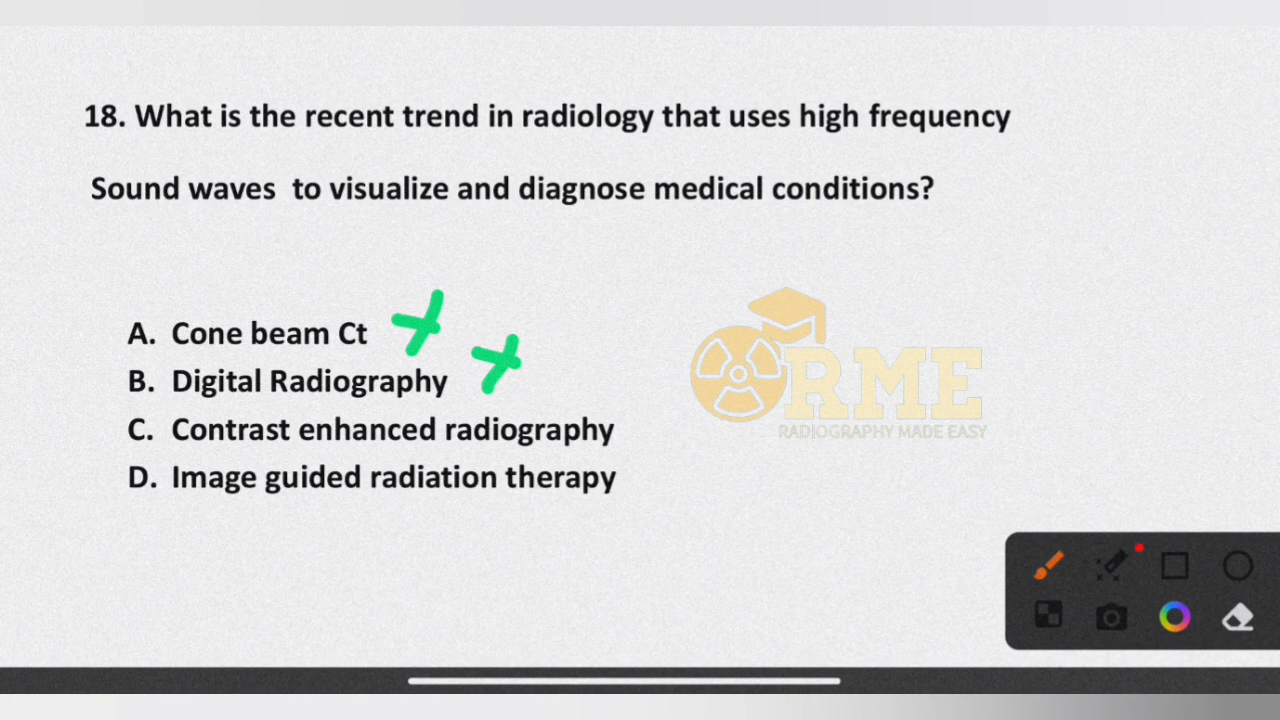 18. What is the recent trend in radiology that uses high frequency
Sound waves to visualize and diagnose medical conditions?
A. Cone beam Ct
B. Digital Radiography
C. Contrast enhanced radiography
D. Image guided radiation therapy
RME
RADIOGRAPHY MADE EASY